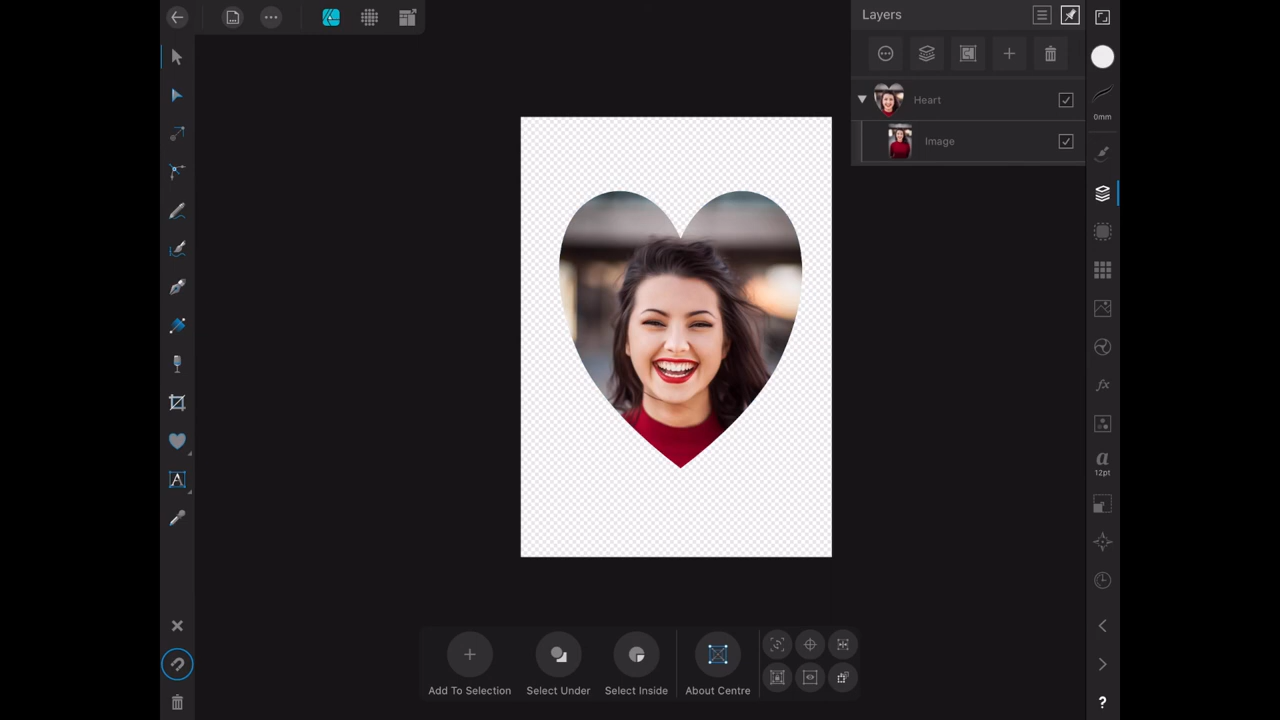 Layers
0mm
Heart
Image
a
12pt
Add To Selection
Select Under
Select Inside
About Centre
?